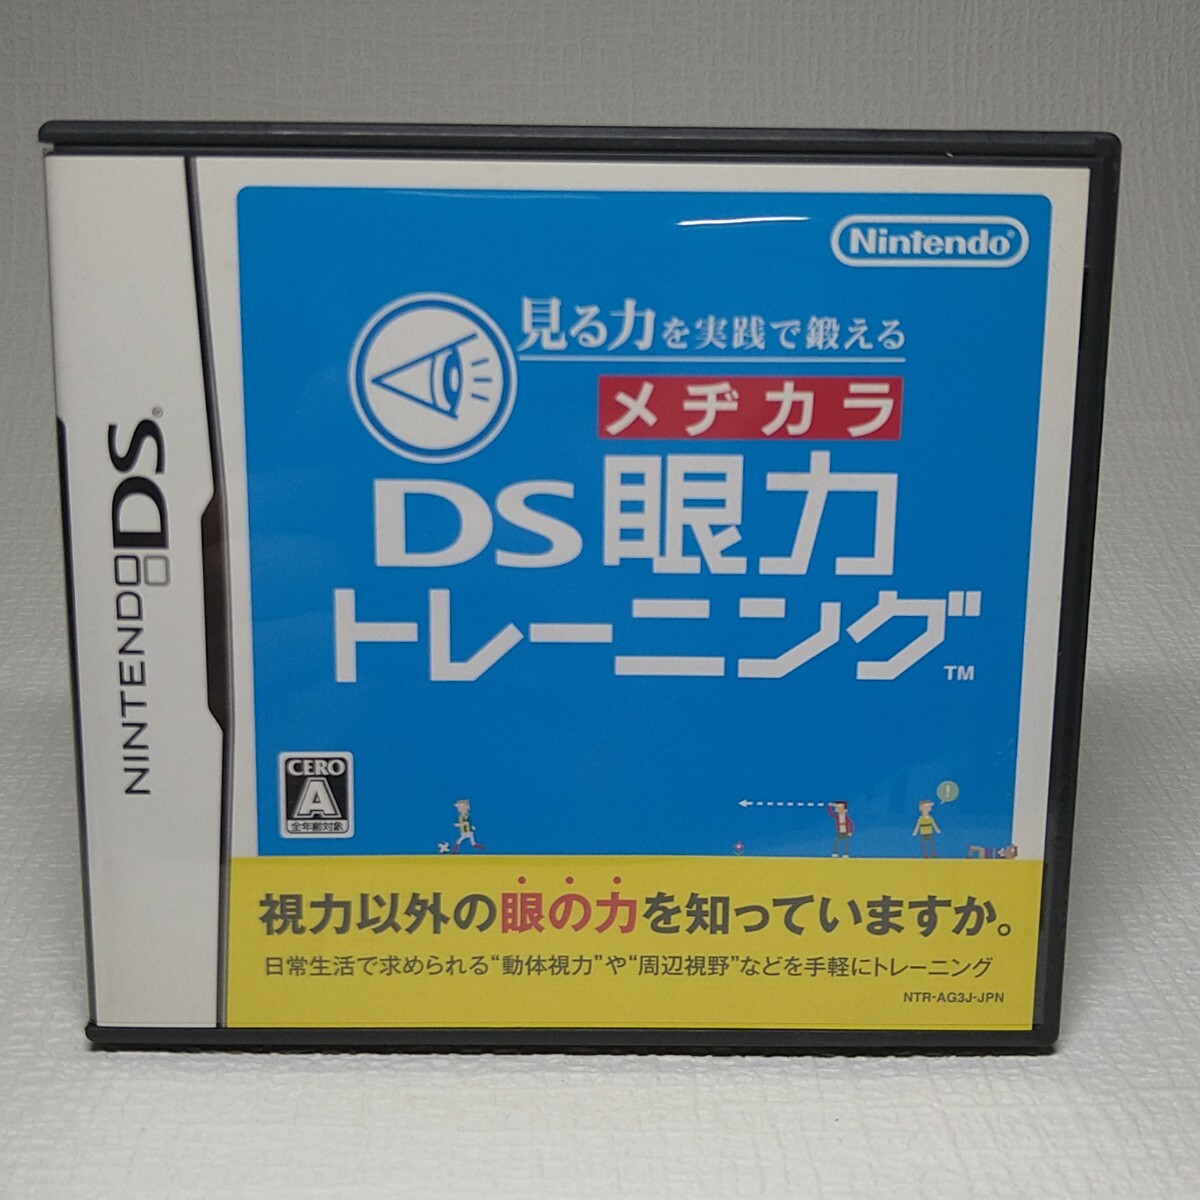 NINTENDO DS®
Nintendo®
見る力を実践で鍛える
メヂカラ
DS眼力
トレーニング™
CERO
A
全年齢対象
!
視力以外の眼の力を知っていますか。
日常生活で求められる“動体視力”や“周辺視野”などを手軽にトレーニング
NTR-AG3J-JPN